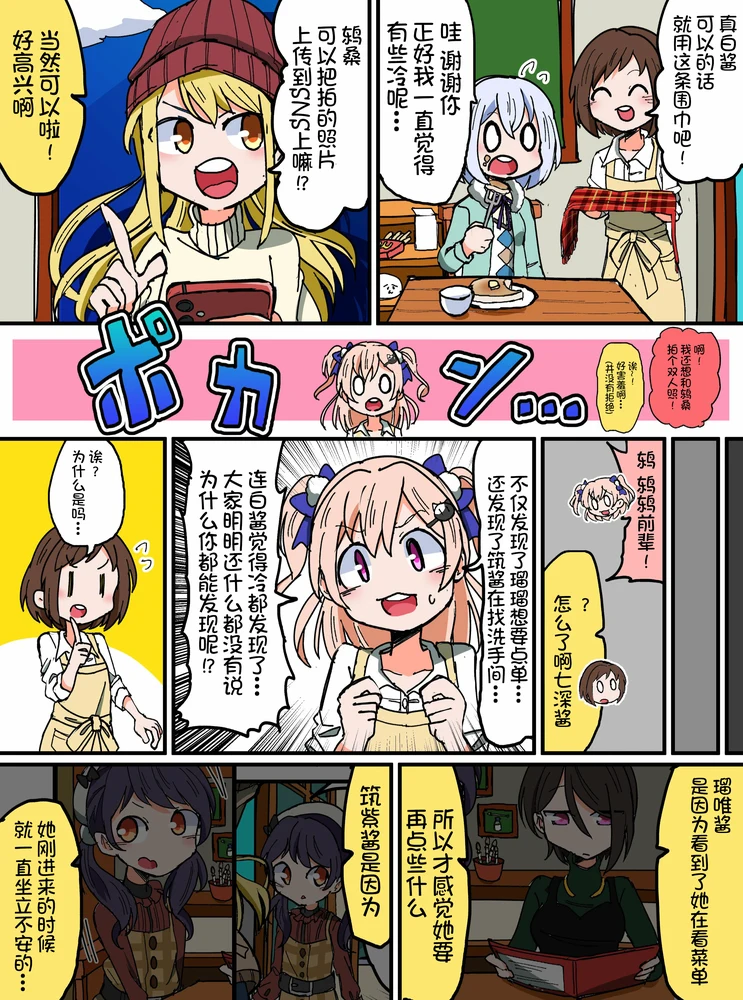 真白酱
可以的话
就用这条围巾吧！
哇 谢谢你
正好我一直觉得
有些冷呢…
鸫桑
可以把拍的照片
上传到SNS上嘛!?
当然可以啦！
好高兴啊
啊！
我还想和鸫桑
拍个双人照！
诶？！
好害羞啊…
(并没有拒绝)
ポカーン…
鸫 鸫鸫前辈！
？
怎么了啊七深酱
不仅发现了瑠瑠想要点单…
还发现了筑酱在找洗手间…
连白酱觉得冷都发现了…
大家明明还什么都没有说
为什么你都能发现呢!?
诶？
为什么是吗…
瑠唯酱
是因为看到了她在看菜单
所以才感觉她要
再点些什么
筑紫酱是因为
她刚进来的时候
就一直坐立不安的…